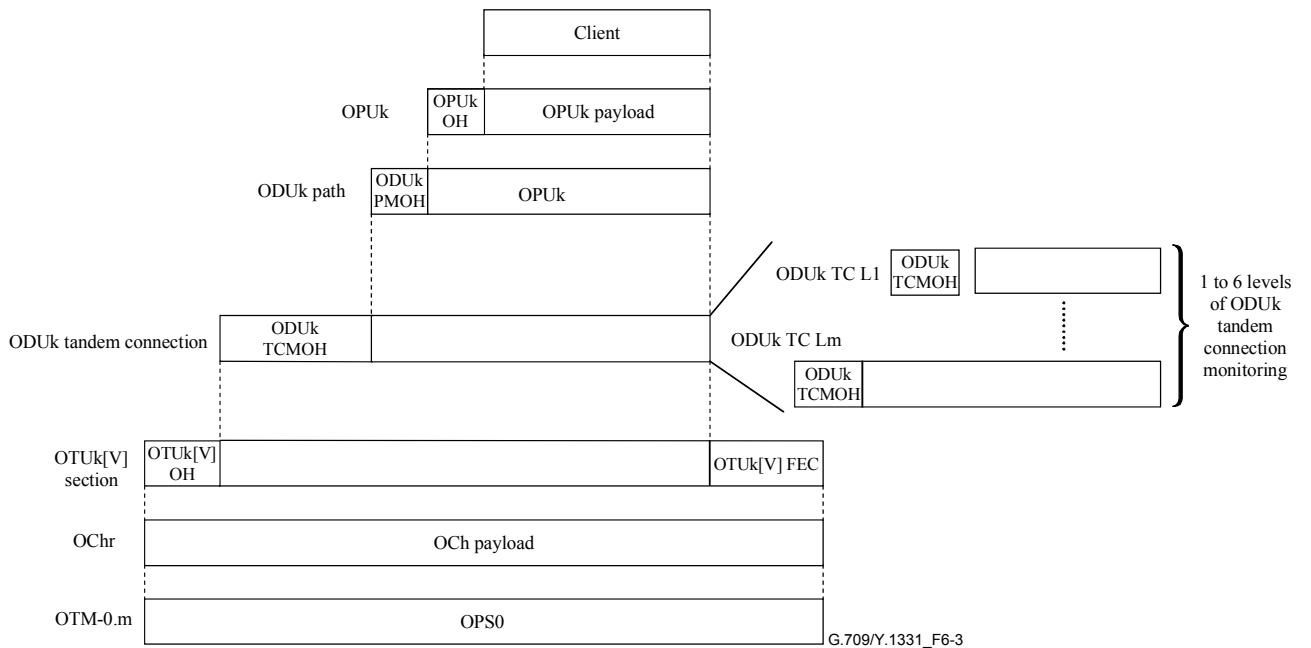 Client
OPUk
OPUk
OH
OPUk payload
ODUk path
ODUk
PMOH
OPUk
ODUk TC L1
ODUk
TCMOH
1 to 6 levels
of ODUk
tandem
connection
monitoring
ODUk tandem connection
ODUk
TCMOH
ODUk TC Lm
ODUk
TCMOH
OTUk[V]
section
OTUk[V]
OH
OTUk[V] FEC
OChr
OCh payload
OTM-0.m
OPS0
G.709/Y.1331_F6-3